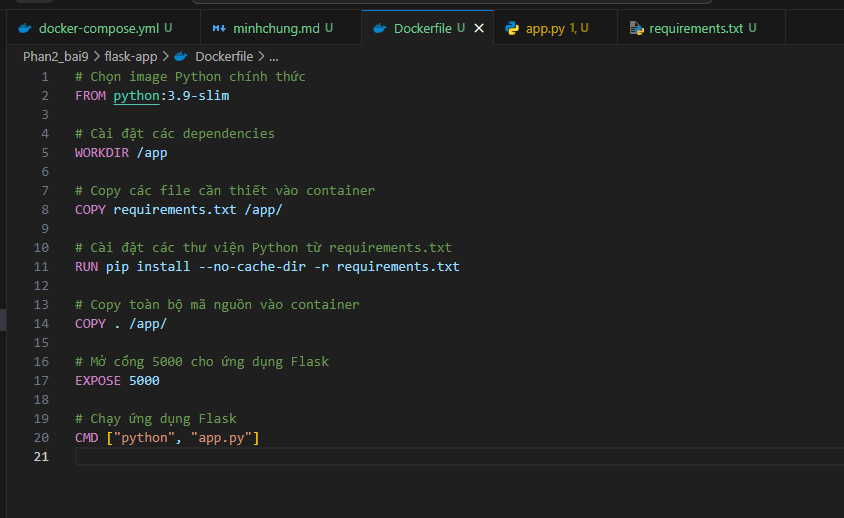 docker-compose.yml U minhchung.md U Dockerfile U app.py 1, U requirements.txt U
Phan2_bai9 > flask-app > Dockerfile > ...
1 # Chọn image Python chính thức
2 FROM python:3.9-slim
3
4 # Cài đặt các dependencies
5 WORKDIR /app
6
7 # Copy các file cần thiết vào container
8 COPY requirements.txt /app/
9
10 # Cài đặt các thư viện Python từ requirements.txt
11 RUN pip install --no-cache-dir -r requirements.txt
12
13 # Copy toàn bộ mã nguồn vào container
14 COPY . /app/
15
16 # Mở cổng 5000 cho ứng dụng Flask
17 EXPOSE 5000
18
19 # Chạy ứng dụng Flask
20 CMD ["python", "app.py"]
21